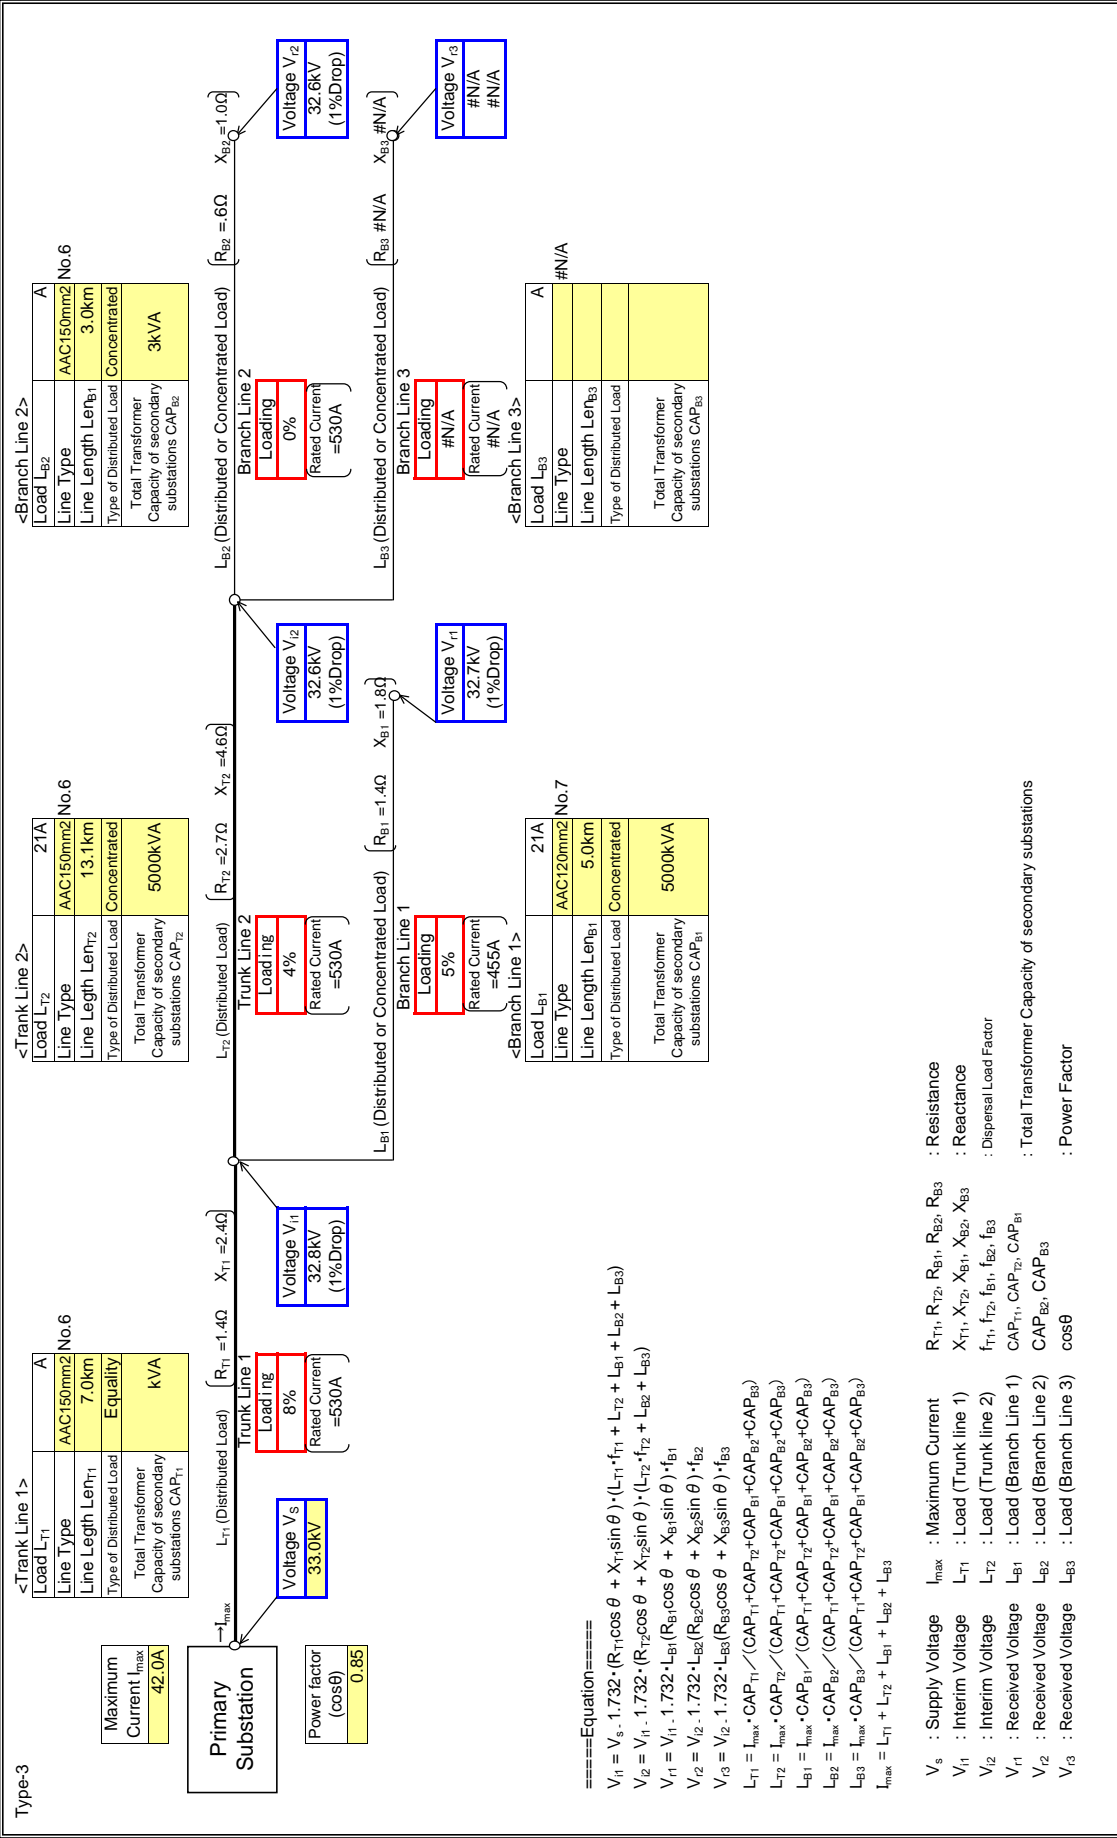 Type-3
Maximum
Current Imax
42.0A
Primary
Substation
Power factor
(cosθ)
0.85
→Imax
Voltage VS
33.0kV
<Trank Line 1>
Load LT1 A
Line Type AAC150mm2 No.6
Line Legth LenT1 7.0km
Type of Distributed Load Equality
Total Transformer
Capacity of secondary
substations CAPT1
kVA
LT1 (Distributed Load)
RT1 =1.4Ω XT1 =2.4Ω
Trunk Line 1
Loading
8%
Rated Current
=530A
Voltage Vi1
32.8kV
(1%Drop)
<Trank Line 2>
Load LT2 21A
Line Type AAC150mm2 No.6
Line Legth LenT2 13.1km
Type of Distributed Load Concentrated
Total Transformer
Capacity of secondary
substations CAPT2
5000kVA
LT2 (Distributed Load)
RT2 =2.7Ω XT2 =4.6Ω
Trunk Line 2
Loading
4%
Rated Current
=530A
Voltage Vi2
32.6kV
(1%Drop)
LB1 (Distributed or Concentrated Load)
RB1 =1.4Ω XB1 =1.8Ω
Branch Line 1
Loading
5%
Rated Current
=455A
Voltage Vr1
32.7kV
(1%Drop)
<Branch Line 1>
Load LB1 21A
Line Type AAC120mm2 No.7
Line Length LenB1 5.0km
Type of Distributed Load Concentrated
Total Transformer
Capacity of secondary
substations CAPB1
5000kVA
<Branch Line 2>
Load LB2 A
Line Type AAC150mm2 No.6
Line Length LenB1 3.0km
Type of Distributed Load Concentrated
Total Transformer
Capacity of secondary
substations CAPB2
3kVA
LB2 (Distributed or Concentrated Load)
RB2 =.6Ω XB2 =1.0Ω
Branch Line 2
Loading
0%
Rated Current
=530A
Voltage Vr2
32.6kV
(1%Drop)
LB3 (Distributed or Concentrated Load)
RB3 #N/A XB3 #N/A
Branch Line 3
Loading
#N/A
Rated Current
#N/A
Voltage Vr3
#N/A
#N/A
<Branch Line 3>
Load LB3 A
Line Type #N/A
Line Length LenB3
Type of Distributed Load
Total Transformer
Capacity of secondary
substations CAPB3
=====Equation=====
Vi1 = Vs - 1.732・(RT1cosθ + XT1sinθ)・(LT1・fT1 + LT2 + LB1 + LB2 + LB3)
Vi2 = Vi1 - 1.732・(RT2cosθ + XT2sinθ)・(LT2・fT2 + LB2 + LB3)
Vr1 = Vi1 - 1.732・LB1(RB1cosθ + XB1sinθ)・fB1
Vr2 = Vi2 - 1.732・LB2(RB2cosθ + XB2sinθ)・fB2
Vr3 = Vi2 - 1.732・LB3(RB3cosθ + XB3sinθ)・fB3
LT1 = Imax・CAPT1／(CAPT1+CAPT2+CAPB1+CAPB2+CAPB3)
LT2 = Imax・CAPT2／(CAPT1+CAPT2+CAPB1+CAPB2+CAPB3)
LB1 = Imax・CAPB1／(CAPT1+CAPT2+CAPB1+CAPB2+CAPB3)
LB2 = Imax・CAPB2／(CAPT1+CAPT2+CAPB1+CAPB2+CAPB3)
LB3 = Imax・CAPB3／(CAPT1+CAPT2+CAPB1+CAPB2+CAPB3)
Imax = LT1 + LT2 + LB1 + LB2 + LB3
Vs : Supply Voltage Imax : Maximum Current RT1, RT2, RB1, RB2, RB3 : Resistance
Vi1 : Interim Voltage LT1 : Load (Trunk line 1) XT1, XT2, XB1, XB2, XB3 : Reactance
Vi2 : Interim Voltage LT2 : Load (Trunk line 2) fT1, fT2, fB1, fB2, fB3 : Dispersal Load Factor
Vr1 : Received Voltage LB1 : Load (Branch Line 1) CAPT1, CAPT2, CAPB1
Vr2 : Received Voltage LB2 : Load (Branch Line 2) CAPB2, CAPB3 : Total Transformer Capacity of secondary substations
Vr3 : Received Voltage LB3 : Load (Branch Line 3) cosθ : Power Factor